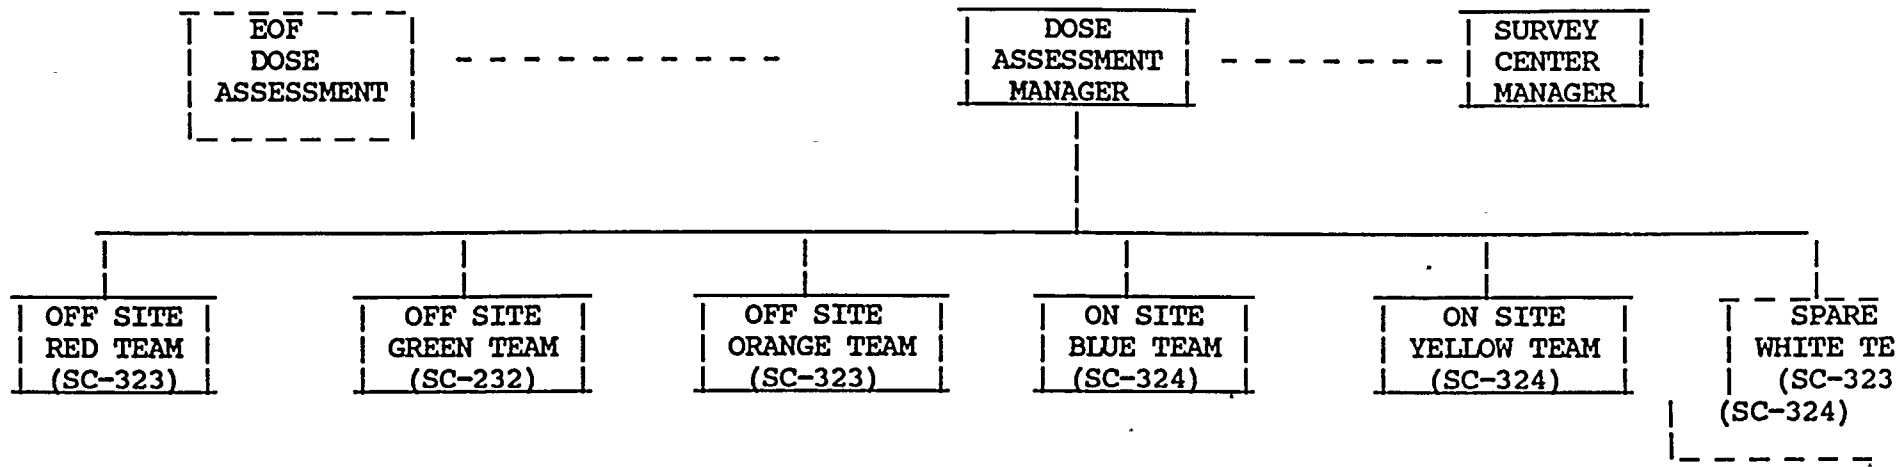 EOF
DOSE
ASSESSMENT
DOSE
ASSESSMENT
MANAGER
SURVEY
CENTER
MANAGER
OFF SITE
RED TEAM
(SC-323)
OFF SITE
GREEN TEAM
(SC-232)
OFF SITE
ORANGE TEAM
(SC-323)
ON SITE
BLUE TEAM
(SC-324)
ON SITE
YELLOW TEAM
(SC-324)
SPARE
WHITE TE
(SC-323
(SC-324)